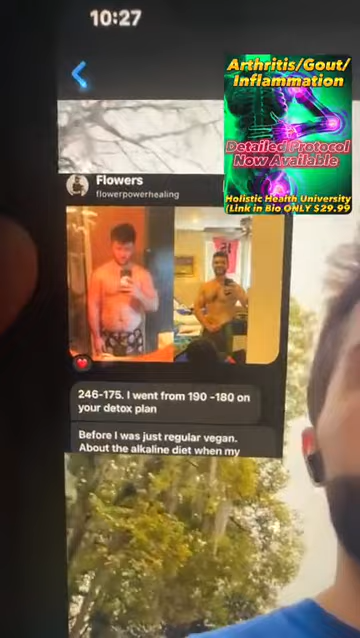 10:27
Arthritis/Gout/
Inflammation
Detailed Protocol
Now Available
Holistic Health University
(Link in Bio ONLY $29.99
Flowers
flowerpowerhealing
246-175. I went from 190 -180 on
your detox plan
Before I was just regular vegan.
About the alkaline diet when my